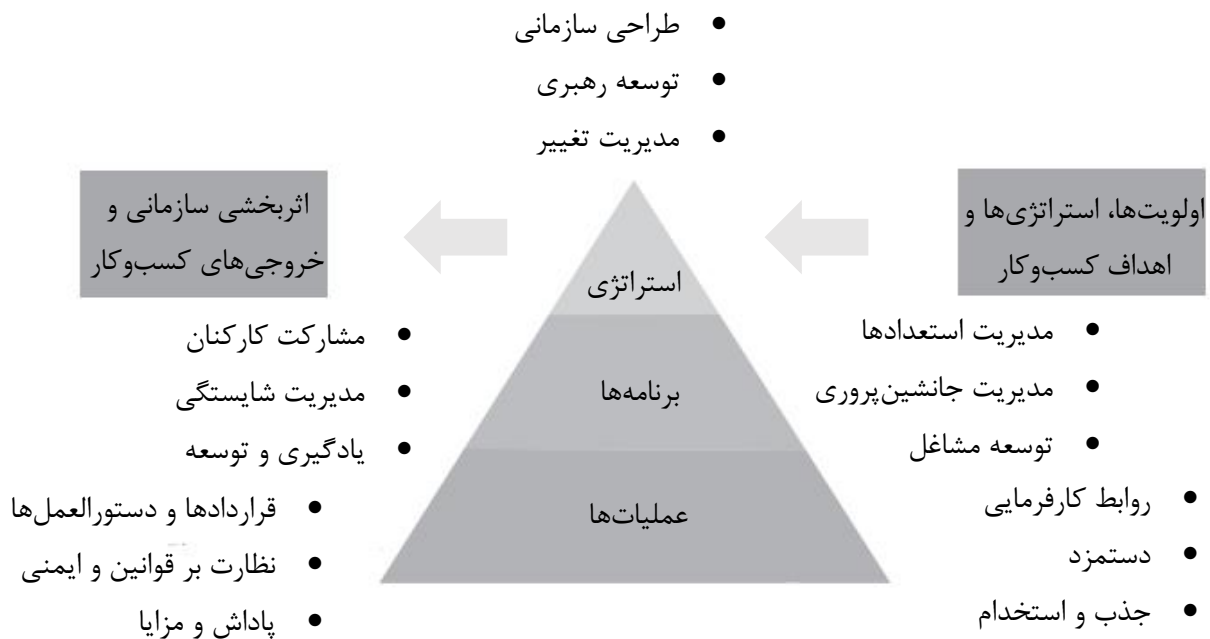 • طراحی سازمانی
• توسعه رهبری
• مدیریت تغییر
اولویت‌ها، استراتژی‌ها و
اهداف کسب‌وکار
اثربخشی سازمانی و
خروجی‌های کسب‌وکار
استراتژی
برنامه‌ها
عملیات‌ها
• مدیریت استعدادها
• مدیریت جانشین‌پروری
• توسعه مشاغل
• روابط کارفرمایی
• دستمزد
• جذب و استخدام
• مشارکت کارکنان
• مدیریت شایستگی
• یادگیری و توسعه
• قراردادها و دستورالعمل‌ها
• نظارت بر قوانین و ایمنی
• پاداش و مزایا